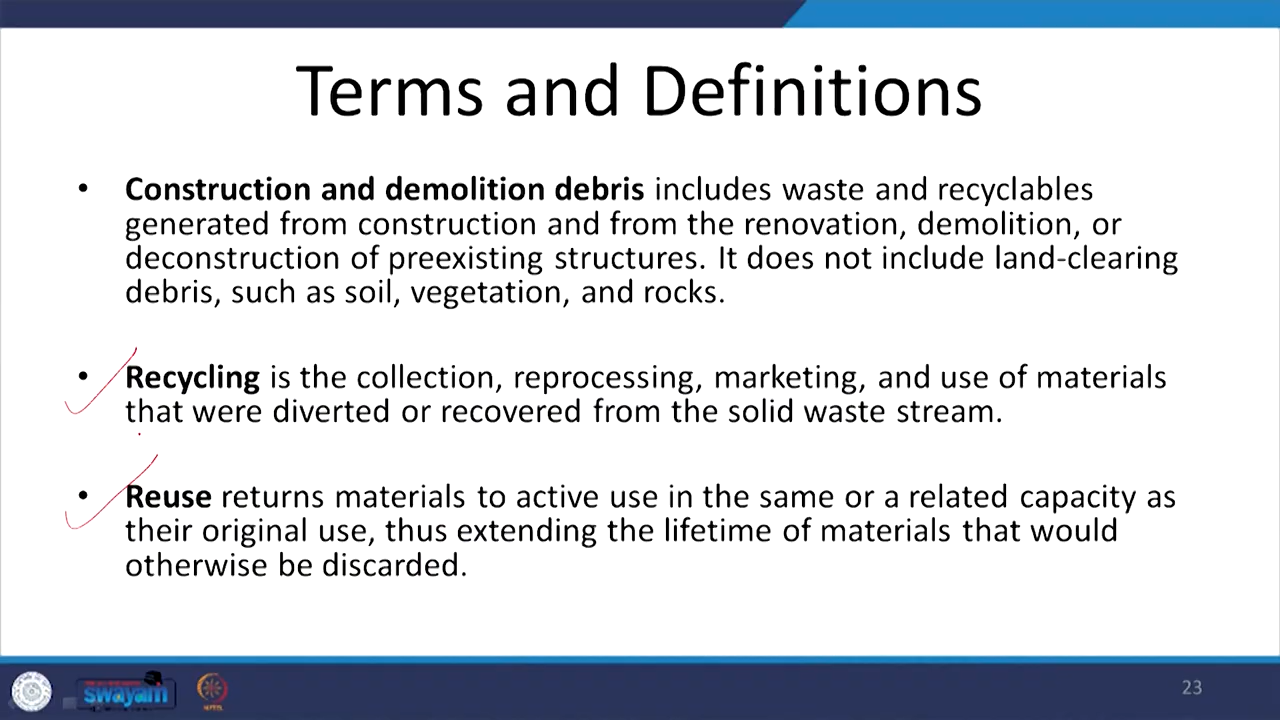 Terms and Definitions
• Construction and demolition debris includes waste and recyclables
generated from construction and from the renovation, demolition, or
deconstruction of preexisting structures. It does not include land-clearing
debris, such as soil, vegetation, and rocks.
• Recycling is the collection, reprocessing, marketing, and use of materials
that were diverted or recovered from the solid waste stream.
• Reuse returns materials to active use in the same or a related capacity as
their original use, thus extending the lifetime of materials that would
otherwise be discarded.
swayam
23